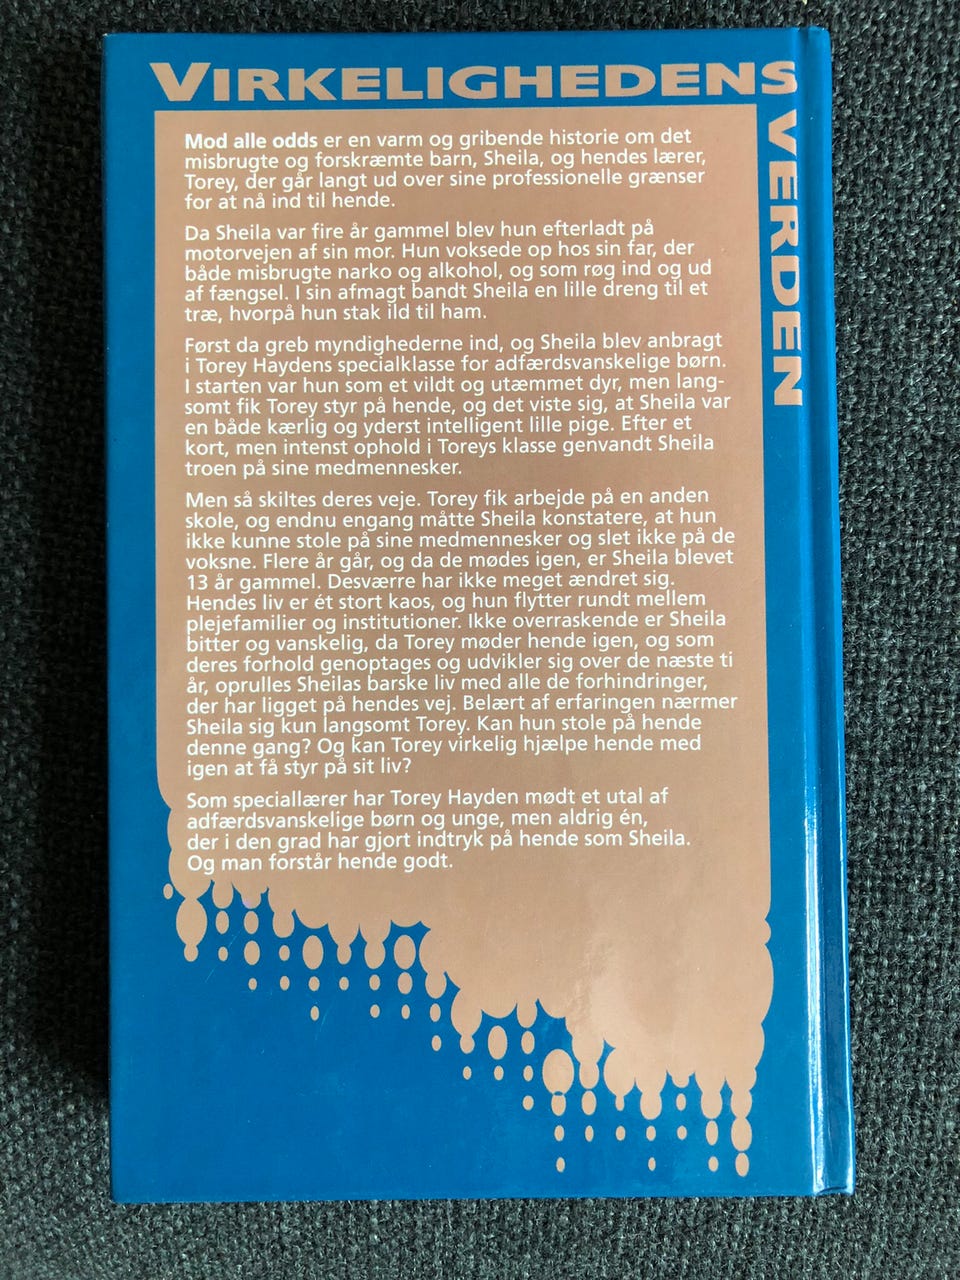 VIRKELIGHEDENS VERDEN
Mod alle odds er en varm og gribende historie om det
misbrugte og forskræmte barn, Sheila, og hendes lærer,
Torey, der går langt ud over sine professionelle grænser
for at nå ind til hende.
Da Sheila var fire år gammel blev hun efterladt på
motorvejen af sin mor. Hun voksede op hos sin far, der
både misbrugte narko og alkohol, og som røg ind og ud
af fængsel. I sin afmagt bandt Sheila en lille dreng til et
træ, hvorpå hun stak ild til ham.
Først da greb myndighederne ind, og Sheila blev anbragt
i Torey Haydens specialklasse for adfærdsvanskelige børn.
I starten var hun som et vildt og utæmmet dyr, men lang-
somt fik Torey styr på hende, og det viste sig, at Sheila var
en både kærlig og yderst intelligent lille pige. Efter et
kort, men intenst ophold i Toreys klasse genvandt Sheila
troen på sine medmennesker.
Men så skiltes deres veje. Torey fik arbejde på en anden
skole, og endnu engang måtte Sheila konstatere, at hun
ikke kunne stole på sine medmennesker og slet ikke på de
voksne. Flere år går, og da de mødes igen, er Sheila blevet
13 år gammel. Desværre har ikke meget ændret sig.
Hendes liv er ét stort kaos, og hun flytter rundt mellem
plejefamilier og institutioner. Ikke overraskende er Sheila
bitter og vanskelig, da Torey møder hende igen, og som
deres forhold genoptages og udvikler sig over de næste ti
år, oprulles Sheilas barske liv med alle de forhindringer,
der har ligget på hendes vej. Belært af erfaringen nærmer
Sheila sig kun langsomt Torey. Kan hun stole på hende
denne gang? Og kan Torey virkelig hjælpe hende med
igen at få styr på sit liv?
Som speciallærer har Torey Hayden mødt et utal af
adfærdsvanskelige børn og unge, men aldrig én,
der i den grad har gjort indtryk på hende som Sheila.
Og man forstår hende godt.